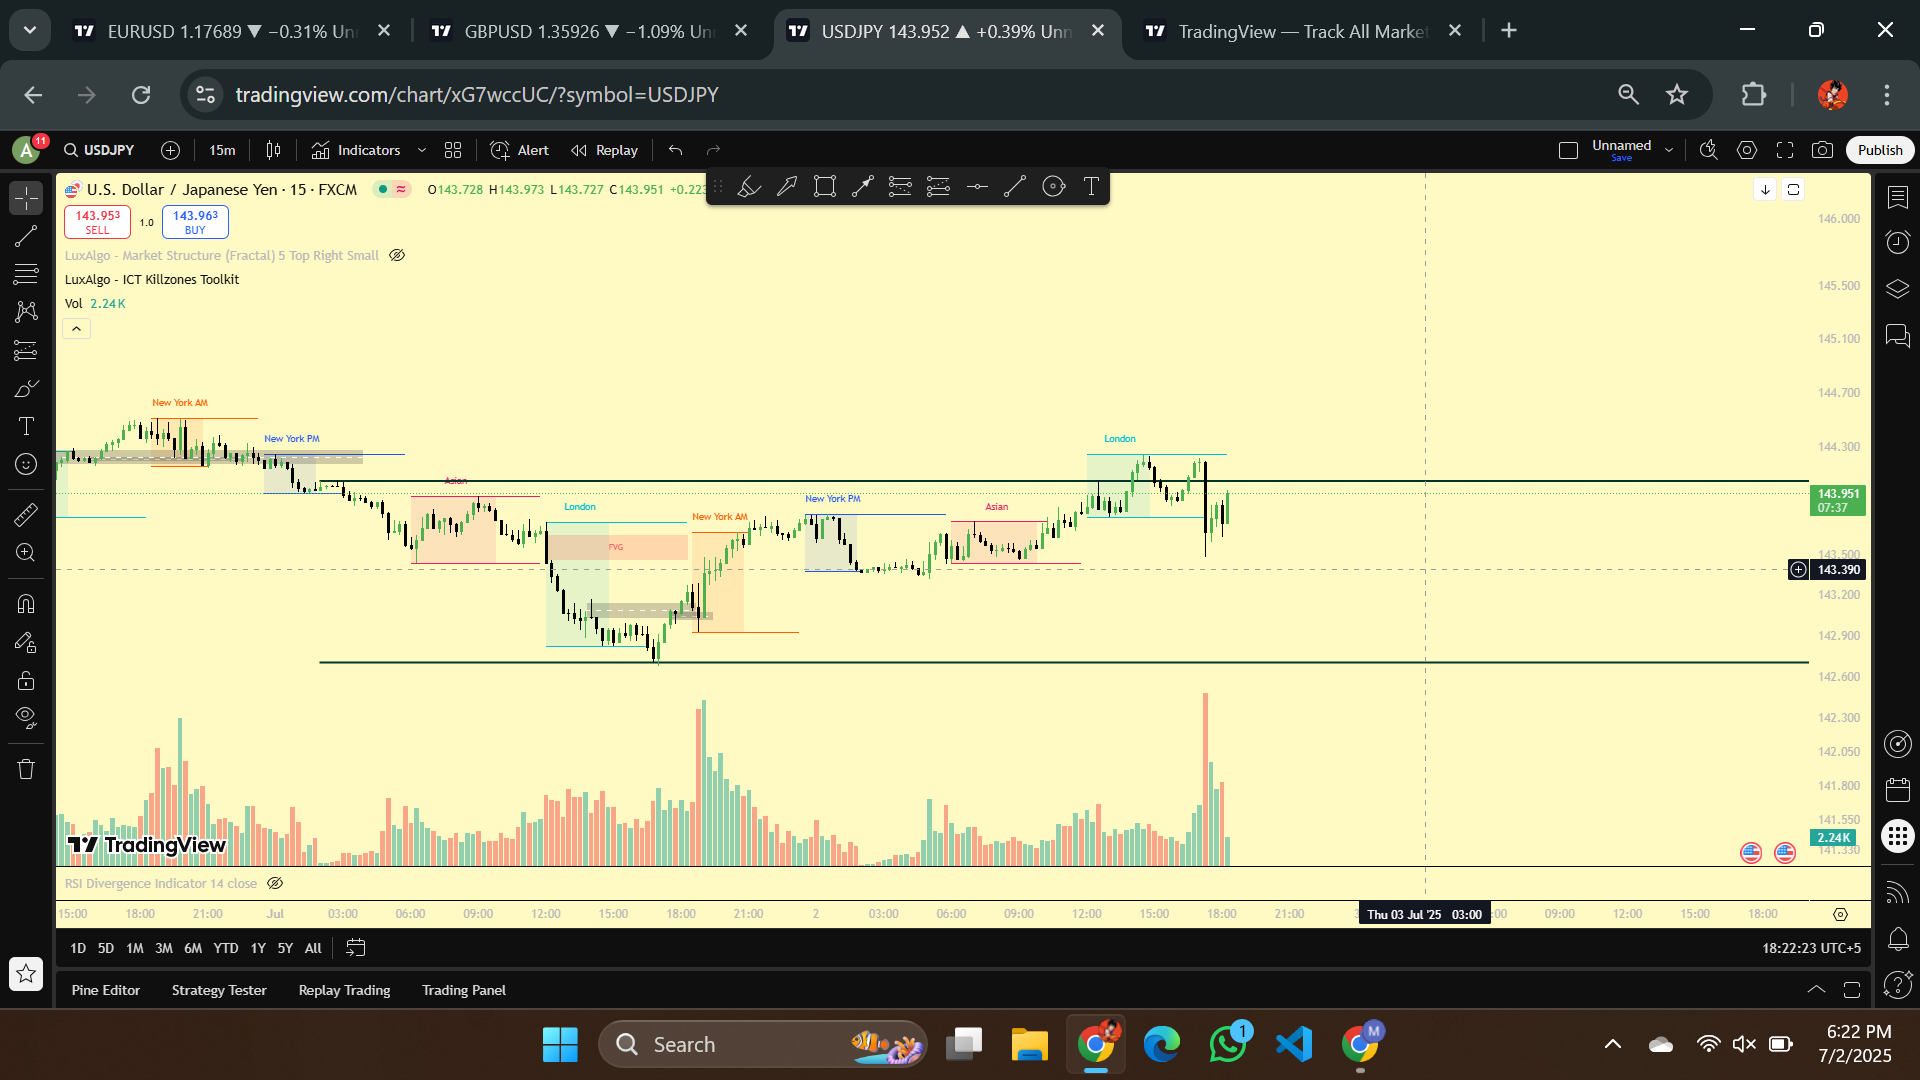 EURUSD 1.17689 ▼ −0.31% Unn
GBPUSD 1.35926 ▼ −1.09% Un
USDJPY 143.952 ▲ +0.39% Unn
TradingView — Track All Market
tradingview.com/chart/xG7wccUC/?symbol=USDJPY
A
11
USDJPY
15m
Indicators
Alert
Replay
Unnamed
Save
Publish
U.S. Dollar / Japanese Yen · 15 · FXCM
O143.728 H143.973 L143.727 C143.951 +0.223
143.953
SELL
1.0
143.963
BUY
LuxAlgo - Market Structure (Fractal) 5 Top Right Small
LuxAlgo - ICT Killzones Toolkit
Vol 2.24K
New York AM
New York PM
Asian
London
FVG
New York AM
New York PM
Asian
London
146.000
145.500
145.100
144.700
144.300
143.951
07:37
143.500
143.390
143.200
142.900
142.600
142.300
142.050
141.800
141.550
2.24K
141.330
TradingView
RSI Divergence Indicator 14 close
15:00 18:00 21:00 Jul 03:00 06:00 09:00 12:00 15:00 18:00 21:00 2 03:00 06:00 09:00 12:00 15:00 18:00 21:00 Thu 03 Jul '25 03:00 :00 09:00 12:00 15:00 18:00
1D 5D 1M 3M 6M YTD 1Y 5Y All
18:22:23 UTC+5
Pine Editor Strategy Tester Replay Trading Trading Panel
Search
1
M
6:22 PM
7/2/2025